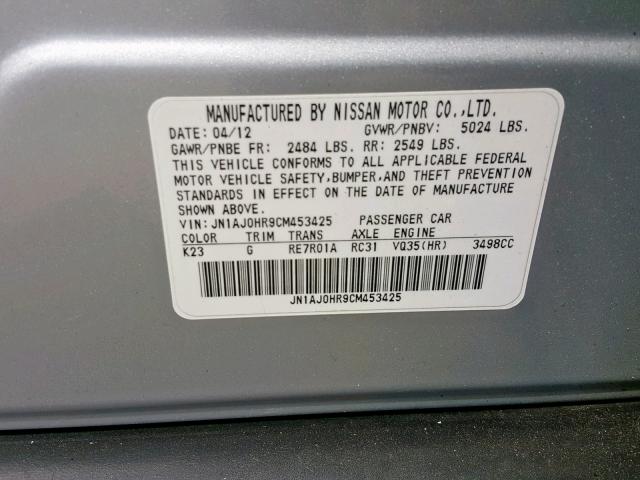 MANUFACTURED BY NISSAN MOTOR CO.,LTD.
DATE: 04/12 GVWR/PNBV: 5024 LBS.
GAWR/PNBE FR: 2484 LBS. RR: 2549 LBS.
THIS VEHICLE CONFORMS TO ALL APPLICABLE FEDERAL
MOTOR VEHICLE SAFETY,BUMPER,AND THEFT PREVENTION
STANDARDS IN EFFECT ON THE DATE OF MANUFACTURE
SHOWN ABOVE.
VIN: JN1AJ0HR9CM453425 PASSENGER CAR
COLOR TRIM TRANS AXLE ENGINE
K23 G RE7R01A RC31 VQ35(HR) 3498CC
JN1AJ0HR9CM453425